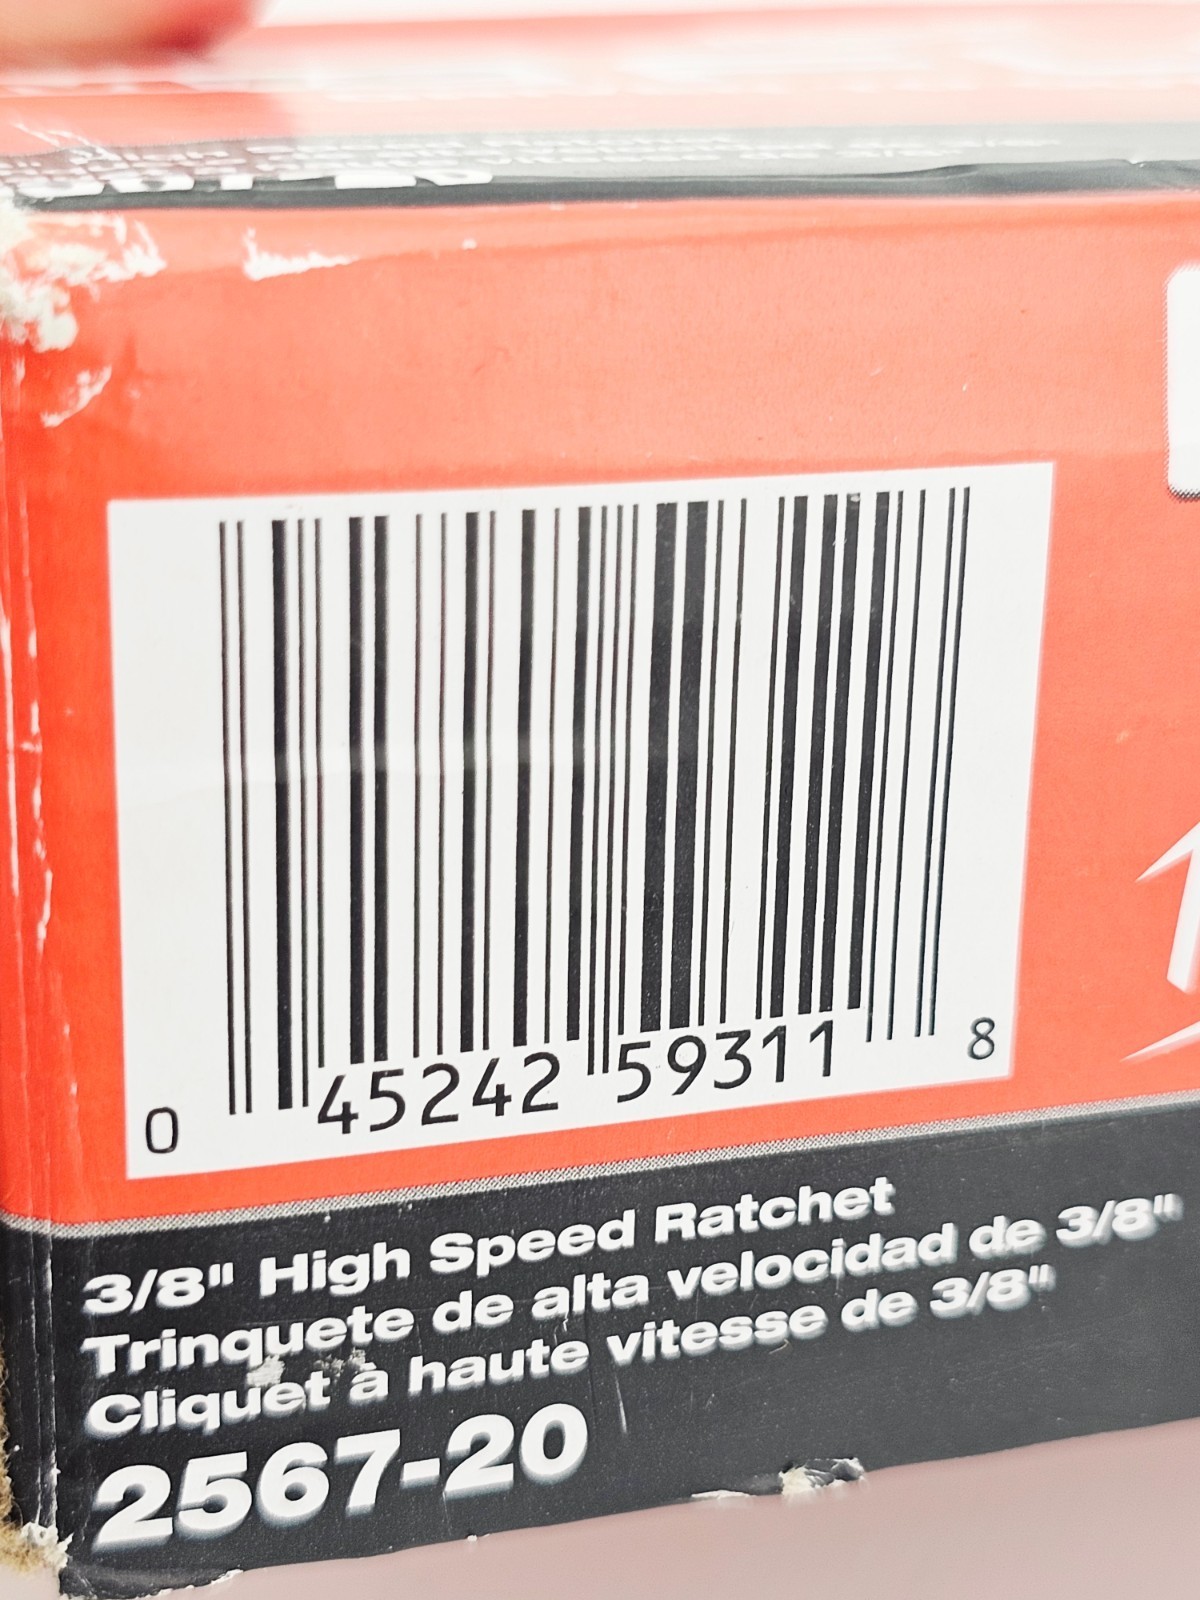 0 45242 59311 8
3/8" High Speed Ratchet
Trinquete de alta velocidad de 3/8"
Cliquet à haute vitesse de 3/8"
2567-20